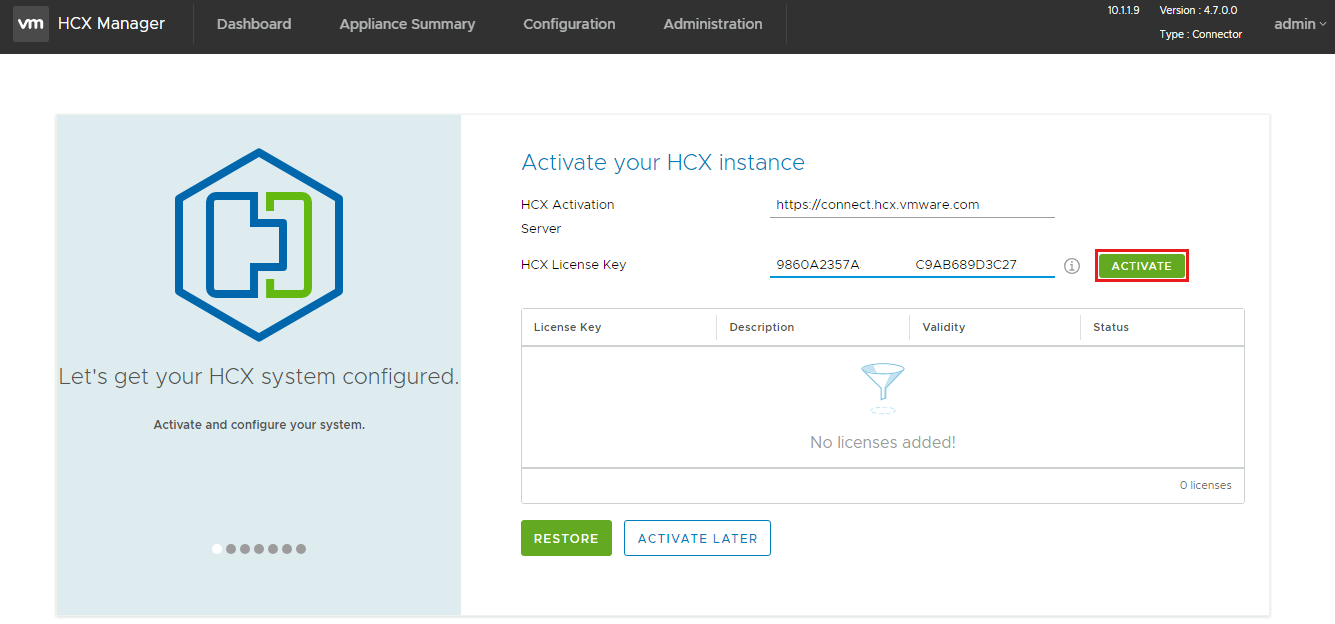 vm HCX Manager Dashboard Appliance Summary Configuration Administration 10.1.1.9 Version : 4.7.0.0 admin
Type : Connector
Activate your HCX instance
HCX Activation Server https://connect.hcx.vmware.com
HCX License Key 9860A2357A C9AB689D3C27 ACTIVATE
License Key Description Validity Status
No licenses added!
0 licenses
RESTORE ACTIVATE LATER
Let's get your HCX system configured.
Activate and configure your system.